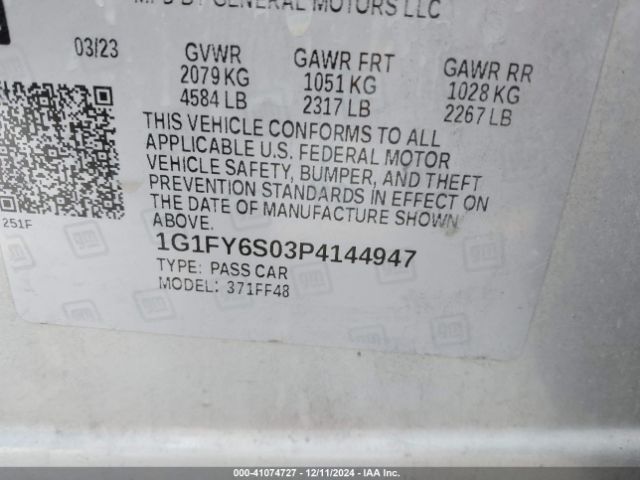 MFD BY GENERAL MOTORS LLC
03/23 GVWR GAWR FRT GAWR RR
2079 KG 1051 KG 1028 KG
4584 LB 2317 LB 2267 LB
THIS VEHICLE CONFORMS TO ALL
APPLICABLE U.S. FEDERAL MOTOR
VEHICLE SAFETY, BUMPER, AND THEFT
PREVENTION STANDARDS IN EFFECT ON
THE DATE OF MANUFACTURE SHOWN
ABOVE.
251F
1G1FY6S03P4144947
TYPE: PASS CAR
MODEL: 371FF48
gm
000-41074727 - 12/11/2024 - IAA Inc.